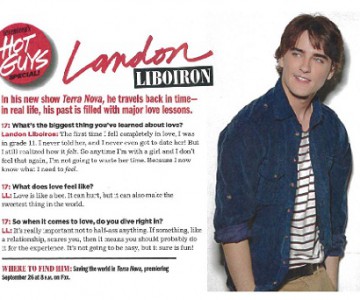 SEVENTEEN'S
HOT
GUYS
SPECIAL!
Landon
LIBOIRON
in his new show Terra Nova, he travels back in time—
in real life, his past is filled with major love lessons.
17: What's the biggest thing you've learned about love?
Landon Liboiron: The first time I fell completely in love, I was
in grade 11. I never told her, and I never even got to date her! But
I still realized how it felt. So anytime I'm with a girl and I don't
feel that again, I'm not going to waste her time. Because I now
know what I need to feel.
17: What does love feel like?
LL: Love is like a bee. It can hurt, but it can also make the
sweetest thing in the world.
17: So when it comes to love, do you dive right in?
LL: It's really important not to half-ass anything. If something, like
a relationship, scares you, then it means you should probably do
it for the experience. It's not going to be easy, but it sure is fun!
WHERE TO FIND HIM: Saving the world in Terra Nova, premiering
September 26 at 8 P.M. on Fox.